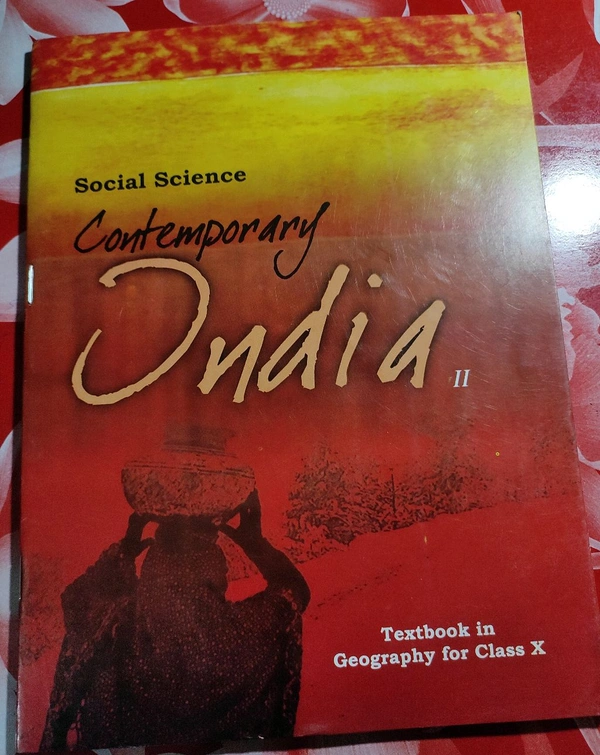 Social Science
Contemporary
India
II
Textbook in
Geography for Class X